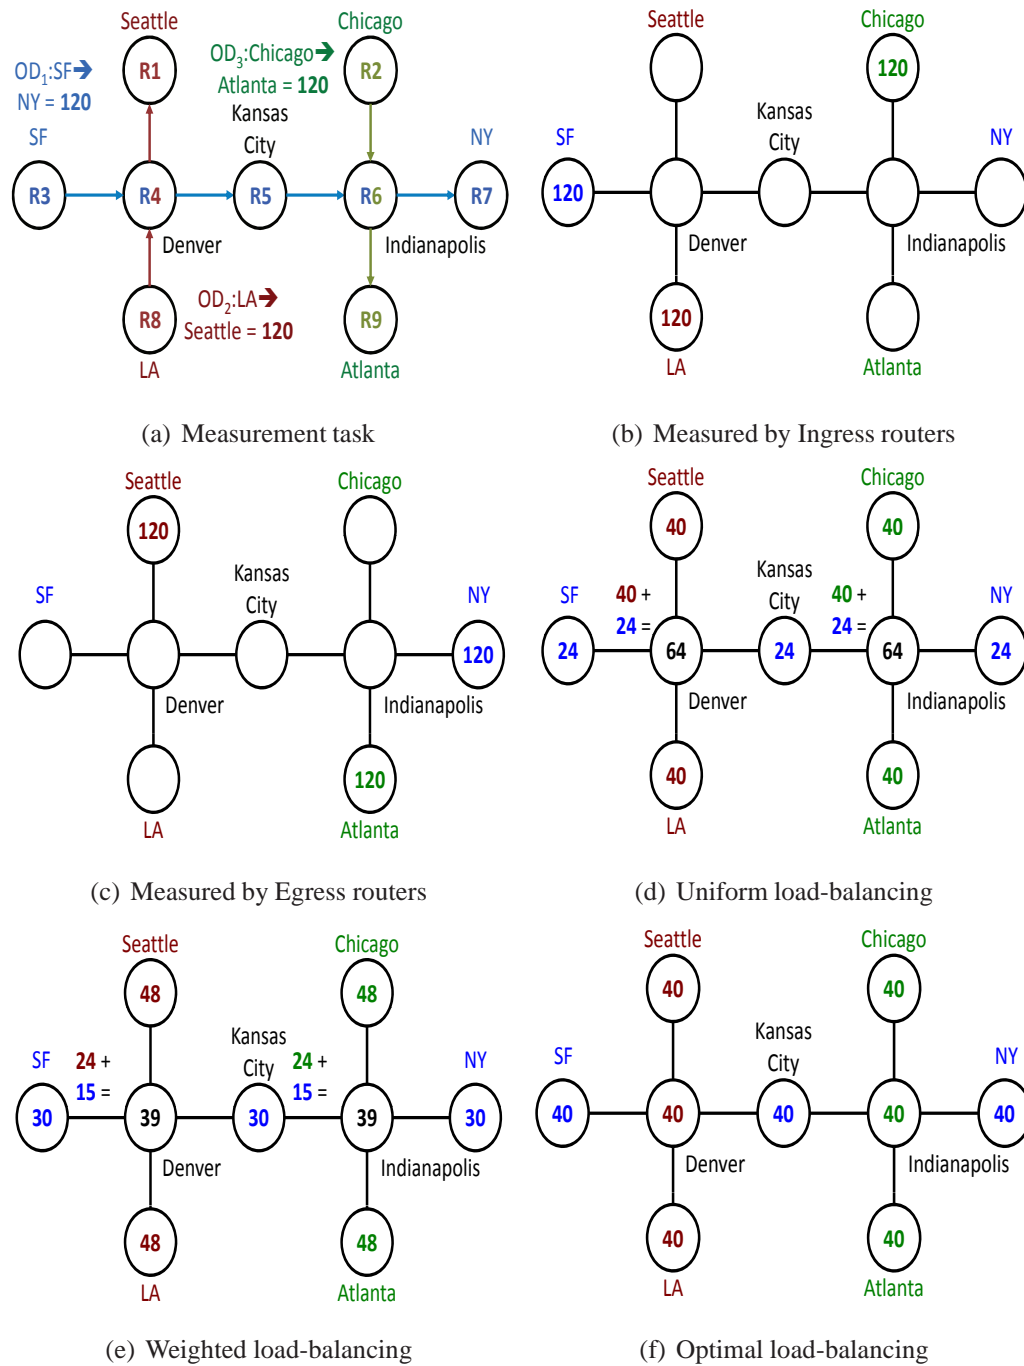 Seattle
Chicago
OD1:SF➔
NY = 120
OD3:Chicago➔
Atlanta = 120
R1
R2
Kansas
City
SF
NY
R3
R4
R5
R6
R7
Denver
Indianapolis
OD2:LA➔
Seattle = 120
R8
R9
LA
Atlanta
(a) Measurement task
Seattle
Chicago
120
Kansas
City
SF
NY
120
Denver
Indianapolis
120
LA
Atlanta
(b) Measured by Ingress routers
Seattle
Chicago
120
Kansas
City
SF
NY
120
Denver
Indianapolis
120
LA
Atlanta
(c) Measured by Egress routers
Seattle
Chicago
40
40
Kansas
City
SF
40 +
24 =
40 +
24 =
NY
24
64
24
64
24
Denver
Indianapolis
40
40
LA
Atlanta
(d) Uniform load-balancing
Seattle
Chicago
48
48
Kansas
City
SF
24 +
15 =
24 +
15 =
NY
30
39
30
39
30
Denver
Indianapolis
48
48
LA
Atlanta
(e) Weighted load-balancing
Seattle
Chicago
40
40
Kansas
City
SF
NY
40
40
40
40
40
Denver
Indianapolis
40
40
LA
Atlanta
(f) Optimal load-balancing